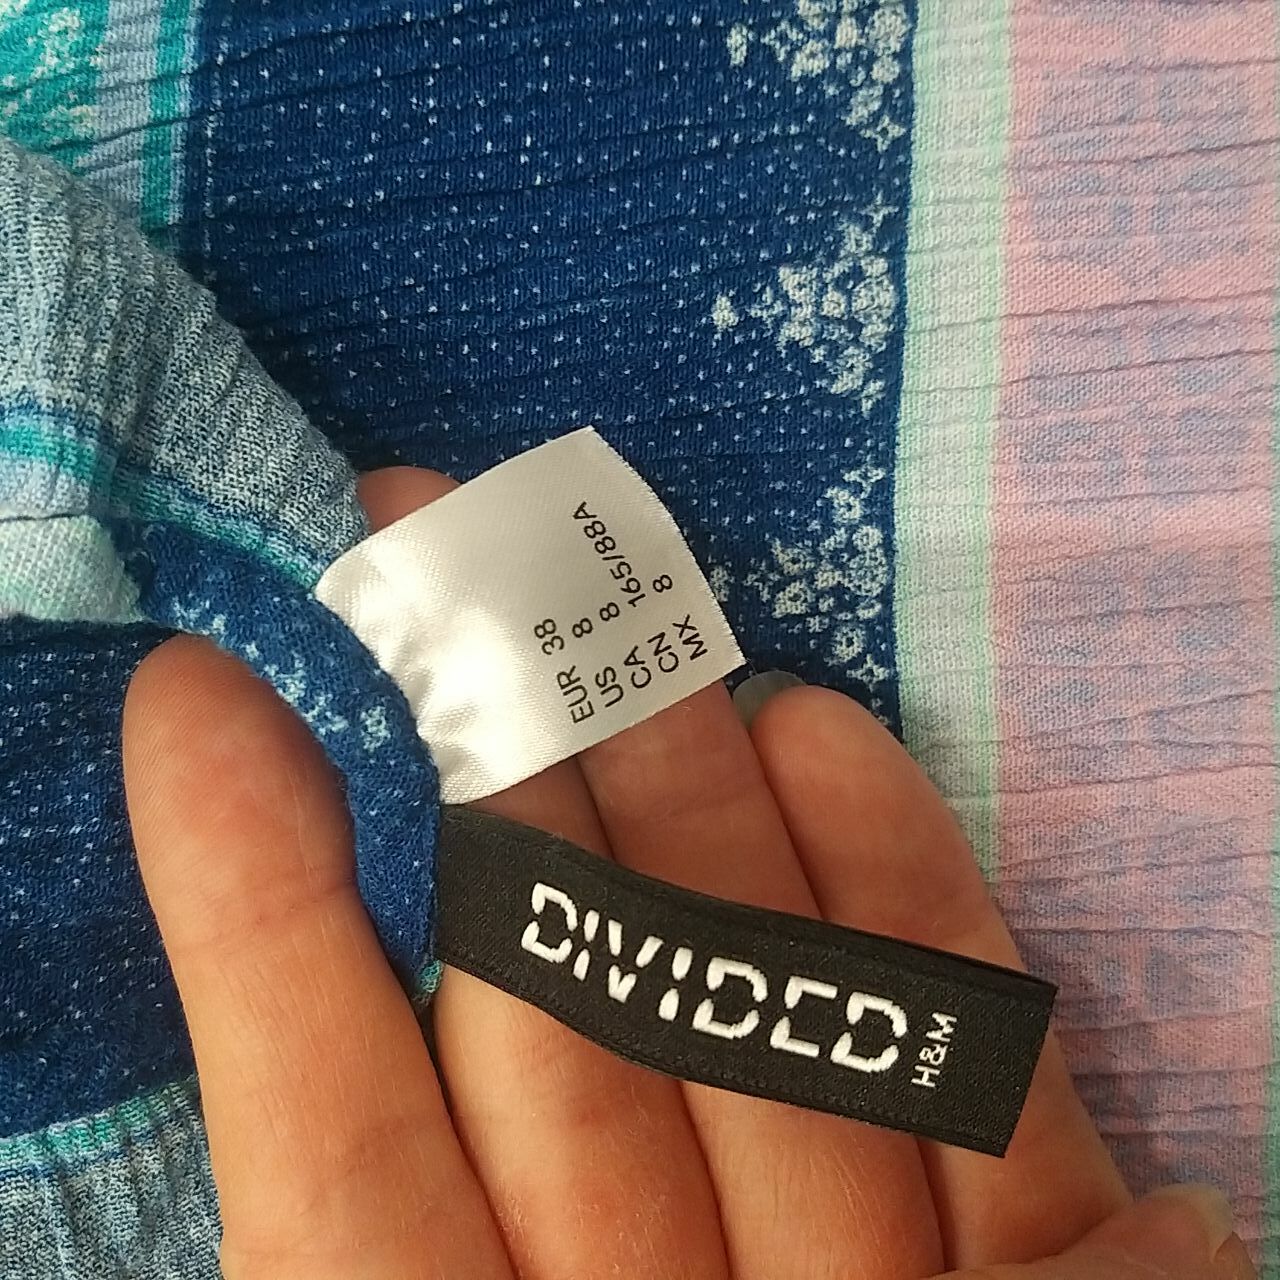 EUR 38
US 8
CA 8
CN 165/88A
MX 8
DIVIDED
H&M